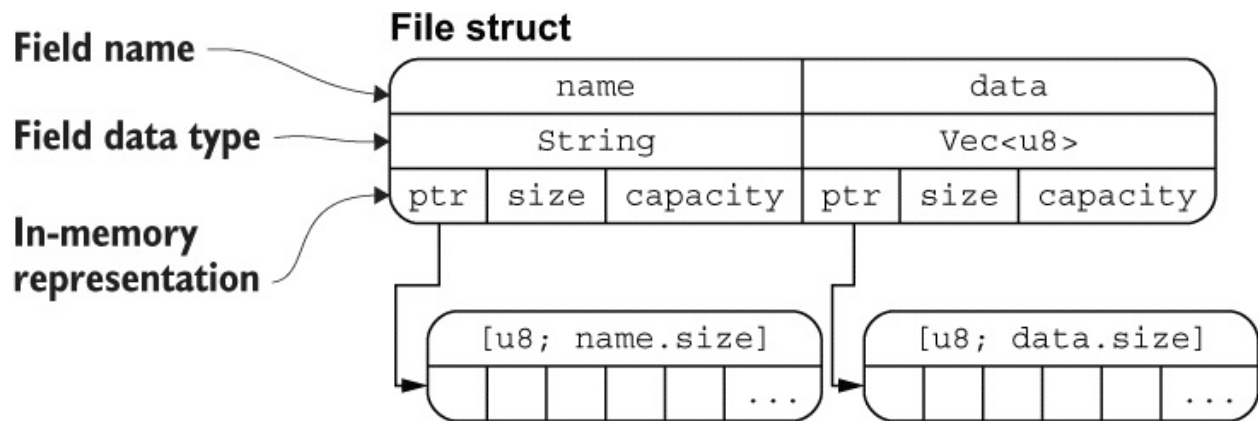 File struct
Field name
name data
Field data type
String Vec<u8>
ptr size capacity ptr size capacity
In-memory
representation
[u8; name.size] [u8; data.size]
... ...